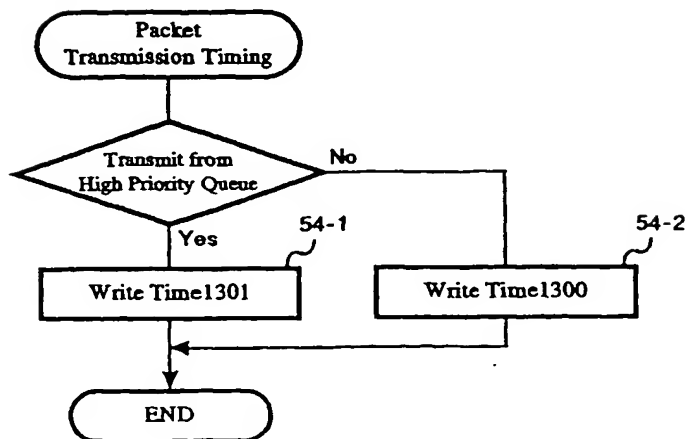 Packet
Transmission Timing
Transmit from
High Priority Queue
No
Yes
54-1
54-2
Write Time1301
Write Time1300
END